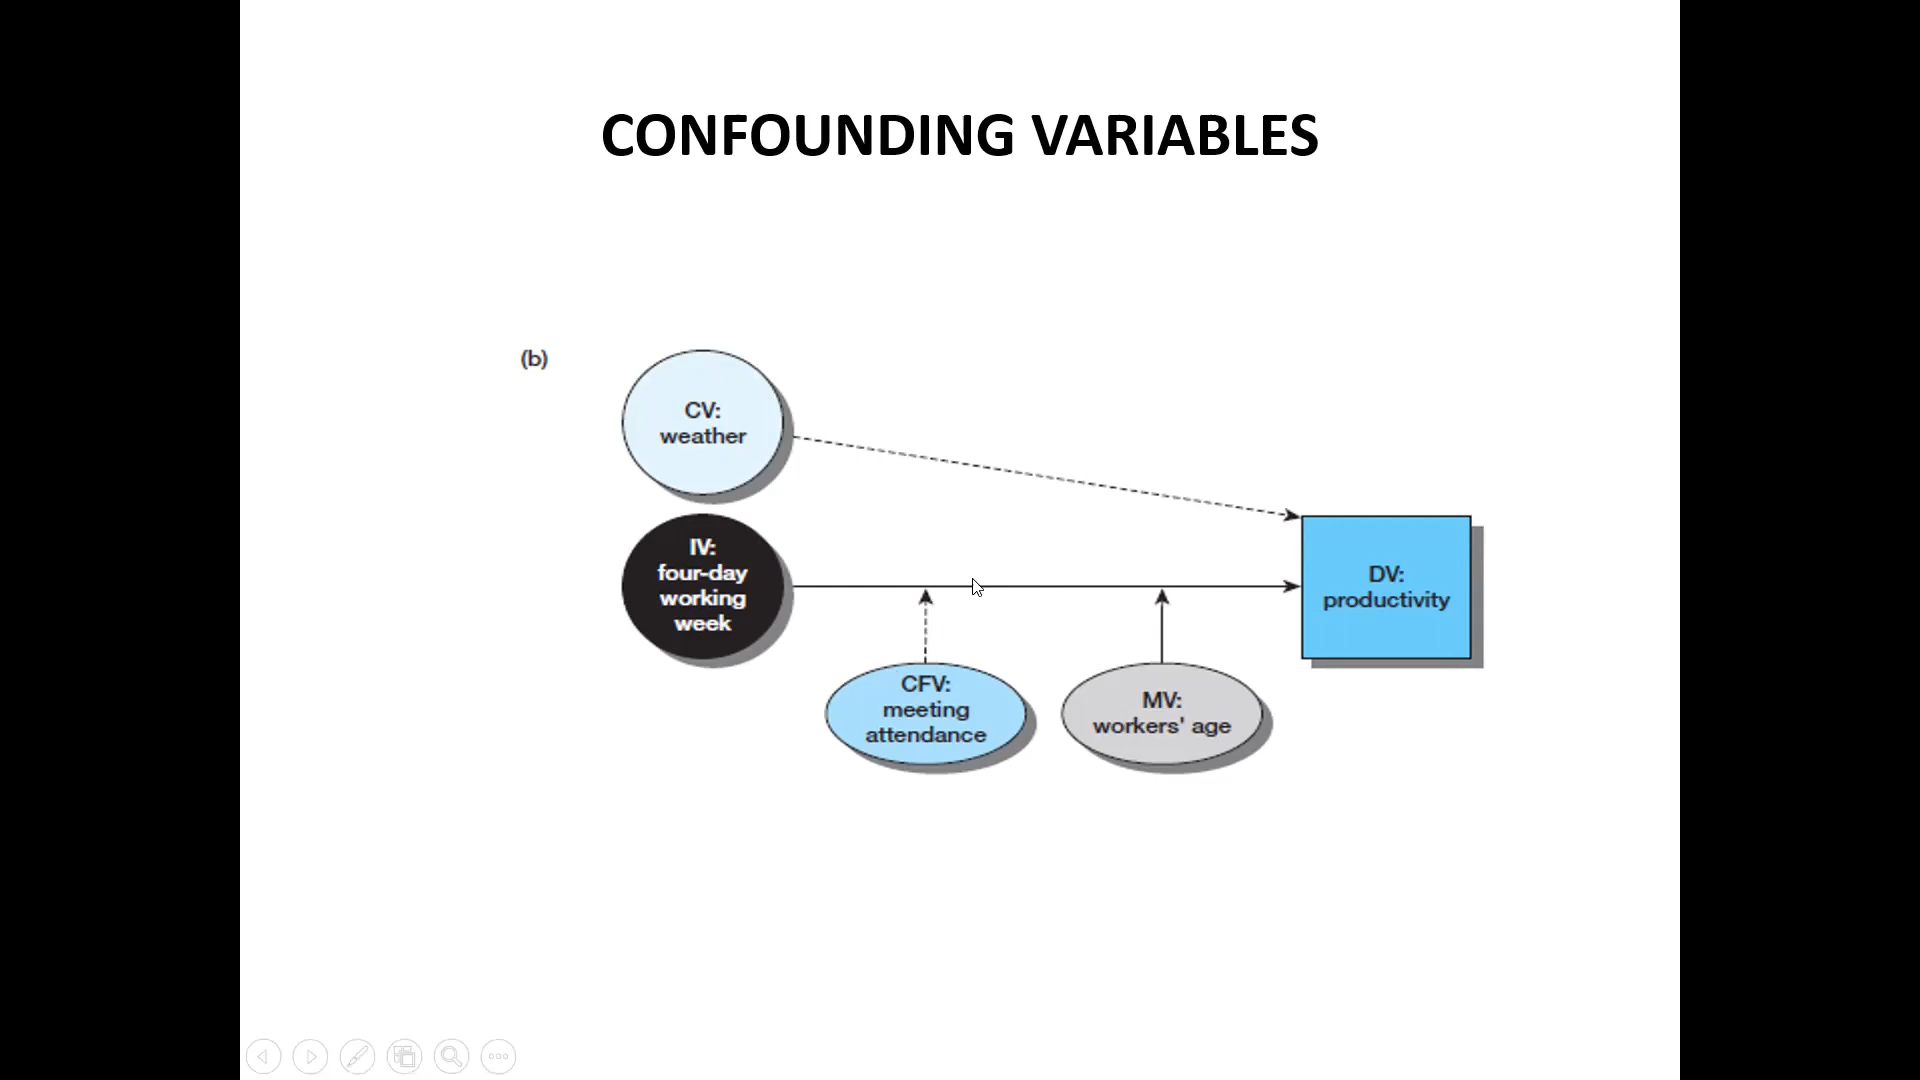 CONFOUNDING VARIABLES
(b)
CV:
weather
IV:
four-day
working
week
DV:
productivity
CFV:
meeting
attendance
MV:
workers' age